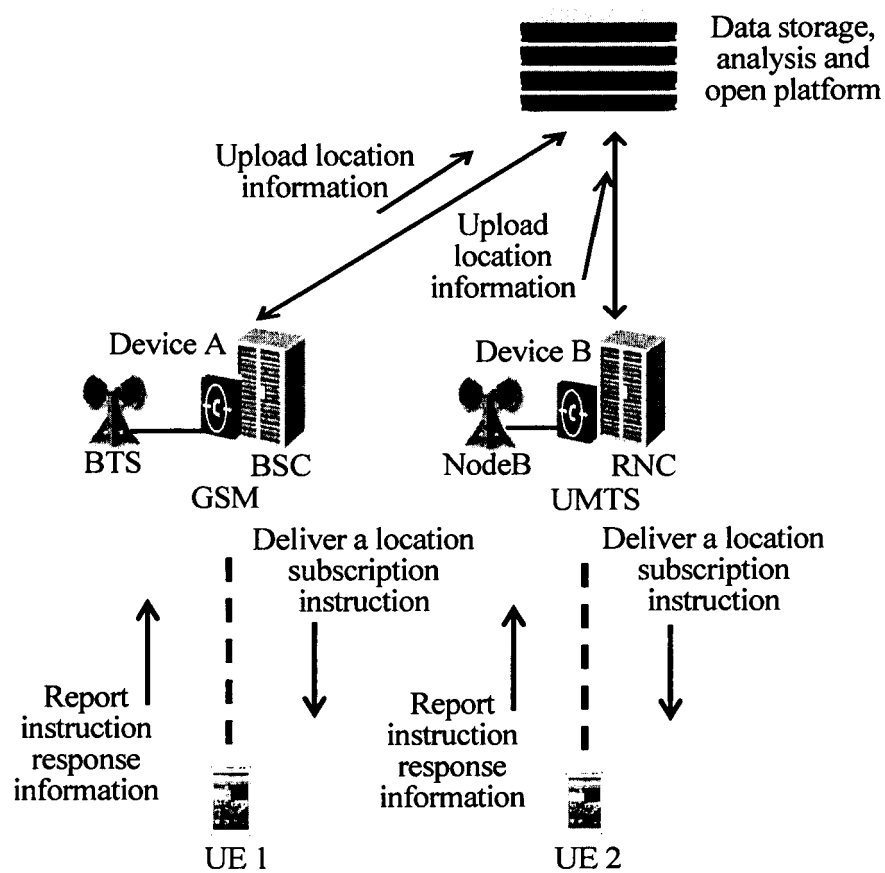 Data storage,
analysis and
open platform
Upload location
information
Upload
location
information
Device A
Device B
BTS
BSC
GSM
NodeB
RNC
UMTS
Deliver a location
subscription
instruction
Deliver a location
subscription
instruction
Report
instruction
response
information
Report
instruction
response
information
UE 1
UE 2